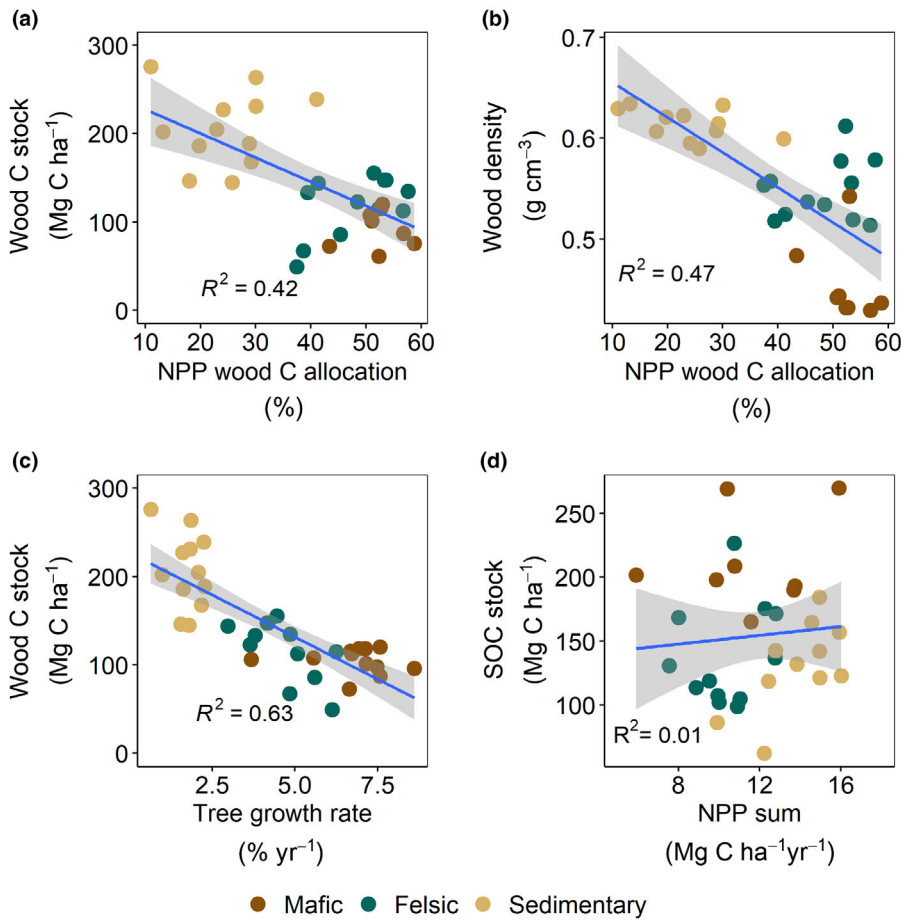 (a)
Wood C stock
(Mg C ha⁻¹)
300
200
100
0
R² = 0.42
10 20 30 40 50 60
NPP wood C allocation
(%)
(b)
Wood density
(g cm⁻³)
0.7
0.6
0.5
R² = 0.47
10 20 30 40 50 60
NPP wood C allocation
(%)
(c)
Wood C stock
(Mg C ha⁻¹)
300
200
100
0
R² = 0.63
2.5 5.0 7.5
Tree growth rate
(% yr⁻¹)
(d)
SOC stock
(Mg C ha⁻¹)
250
200
150
100
R²= 0.01
8 12 16
NPP sum
(Mg C ha⁻¹yr⁻¹)
Mafic Felsic Sedimentary